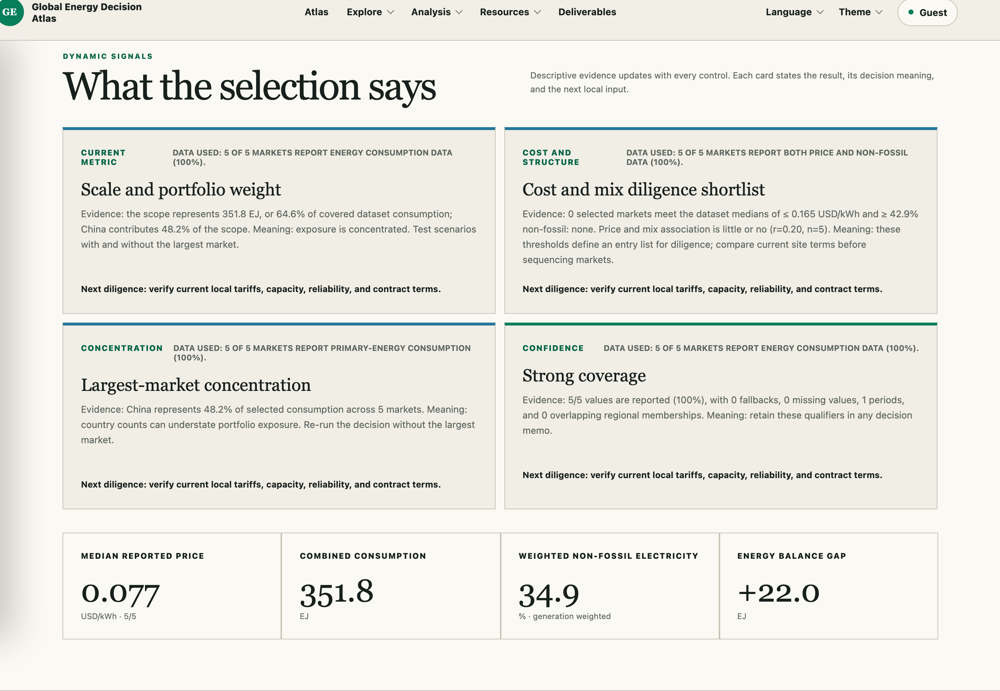 GE
Global Energy Decision
Atlas
Atlas
Explore
Analysis
Resources
Deliverables
Language
Theme
Guest
DYNAMIC SIGNALS
What the selection says
Descriptive evidence updates with every control. Each card states the result, its decision meaning,
and the next local input.
CURRENT
METRIC
DATA USED: 5 OF 5 MARKETS REPORT ENERGY CONSUMPTION DATA
(100%).
Scale and portfolio weight
Evidence: the scope represents 351.8 EJ, or 64.6% of covered dataset consumption;
China contributes 48.2% of the scope. Meaning: exposure is concentrated. Test scenarios
with and without the largest market.
Next diligence: verify current local tariffs, capacity, reliability, and contract terms.
COST AND
STRUCTURE
DATA USED: 5 OF 5 MARKETS REPORT BOTH PRICE AND NON-FOSSIL
DATA (100%).
Cost and mix diligence shortlist
Evidence: 0 selected markets meet the dataset medians of ≤ 0.165 USD/kWh and ≥ 42.9%
non-fossil: none. Price and mix association is little or no (r=0.20, n=5). Meaning: these
thresholds define an entry list for diligence; compare current site terms before
sequencing markets.
Next diligence: verify current local tariffs, capacity, reliability, and contract terms.
CONCENTRATION
DATA USED: 5 OF 5 MARKETS REPORT PRIMARY-ENERGY CONSUMPTION
(100%).
Largest-market concentration
Evidence: China represents 48.2% of selected consumption across 5 markets. Meaning:
country counts can understate portfolio exposure. Re-run the decision without the largest
market.
Next diligence: verify current local tariffs, capacity, reliability, and contract terms.
CONFIDENCE
DATA USED: 5 OF 5 MARKETS REPORT ENERGY CONSUMPTION DATA (100%).
Strong coverage
Evidence: 5/5 values are reported (100%), with 0 fallbacks, 0 missing values, 1 periods,
and 0 overlapping regional memberships. Meaning: retain these qualifiers in any decision
memo.
Next diligence: verify current local tariffs, capacity, reliability, and contract terms.
MEDIAN REPORTED PRICE
0.077
USD/kWh · 5/5
COMBINED CONSUMPTION
351.8
EJ
WEIGHTED NON-FOSSIL ELECTRICITY
34.9
% · generation weighted
ENERGY BALANCE GAP
+22.0
EJ